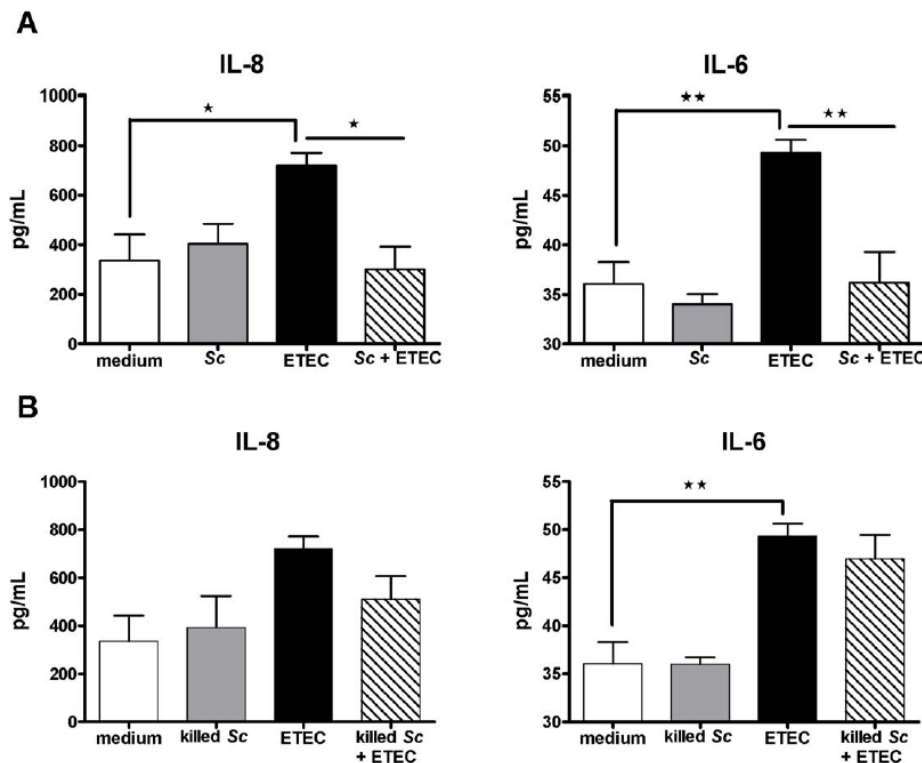 A
IL-8
IL-6
★
★
★★
★★
1000
800
600
400
200
0
pg/mL
medium
Sc
ETEC
Sc + ETEC
55
50
45
40
35
30
pg/mL
medium
Sc
ETEC
Sc + ETEC
B
IL-8
IL-6
★★
1000
800
600
400
200
0
pg/mL
medium
killed Sc
ETEC
killed Sc
+ ETEC
55
50
45
40
35
30
pg/mL
medium
killed Sc
ETEC
killed Sc
+ ETEC